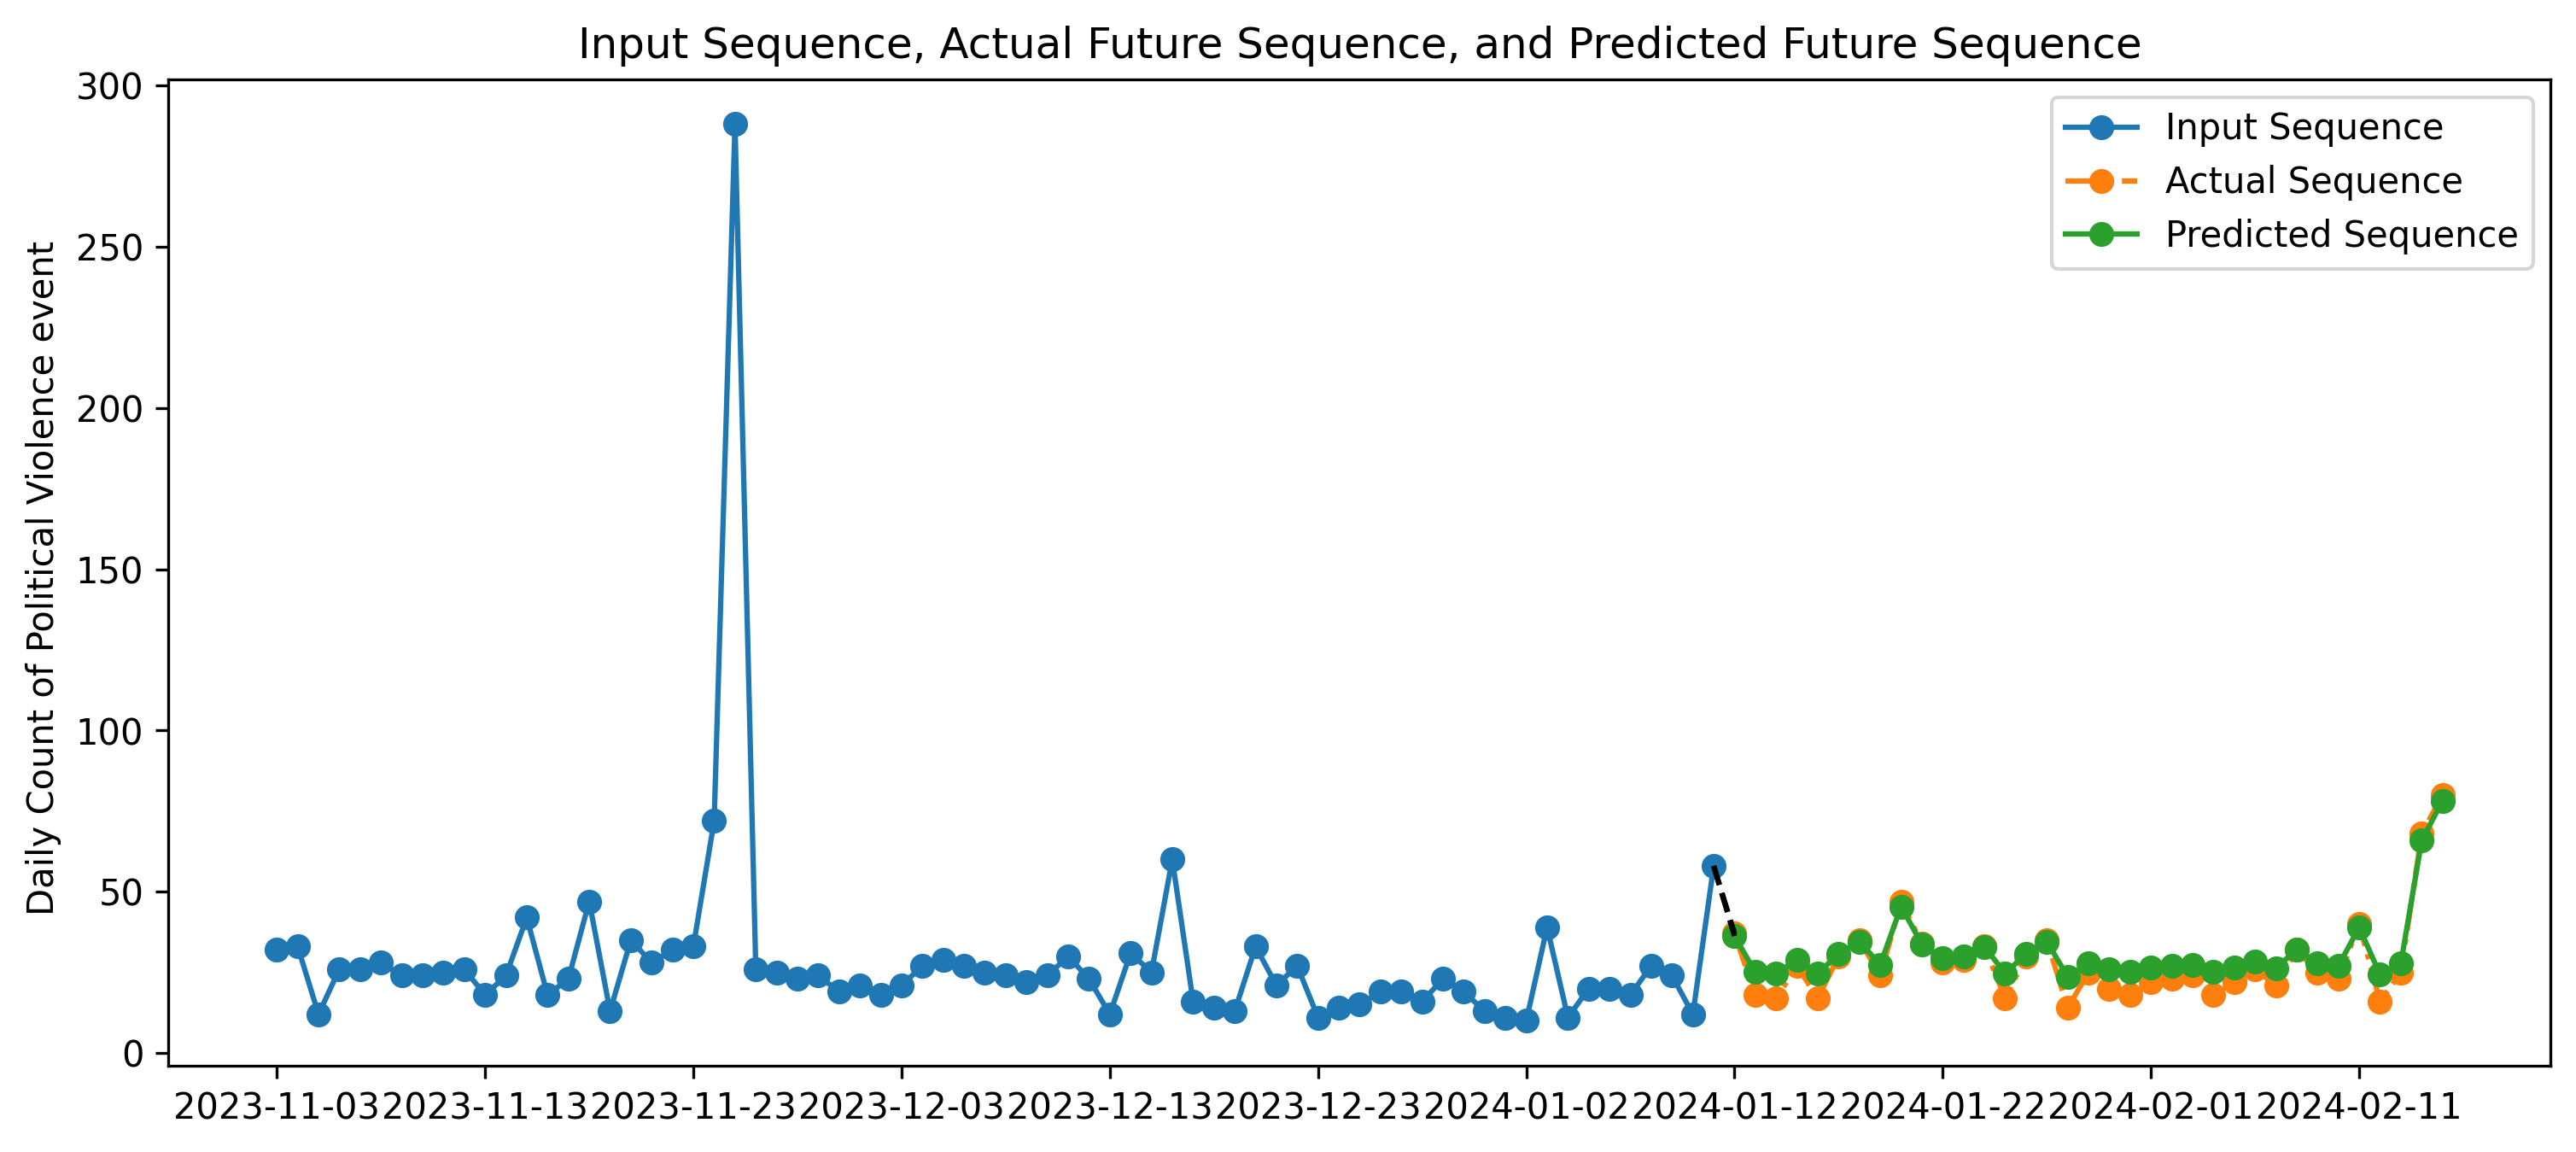 Input Sequence, Actual Future Sequence, and Predicted Future Sequence
Daily Count of Political Violence event
300
250
200
150
100
50
0
Input Sequence
Actual Sequence
Predicted Sequence
2023-11-03 2023-11-13 2023-11-23 2023-12-03 2023-12-13 2023-12-23 2024-01-02 2024-01-12 2024-01-22 2024-02-01 2024-02-11